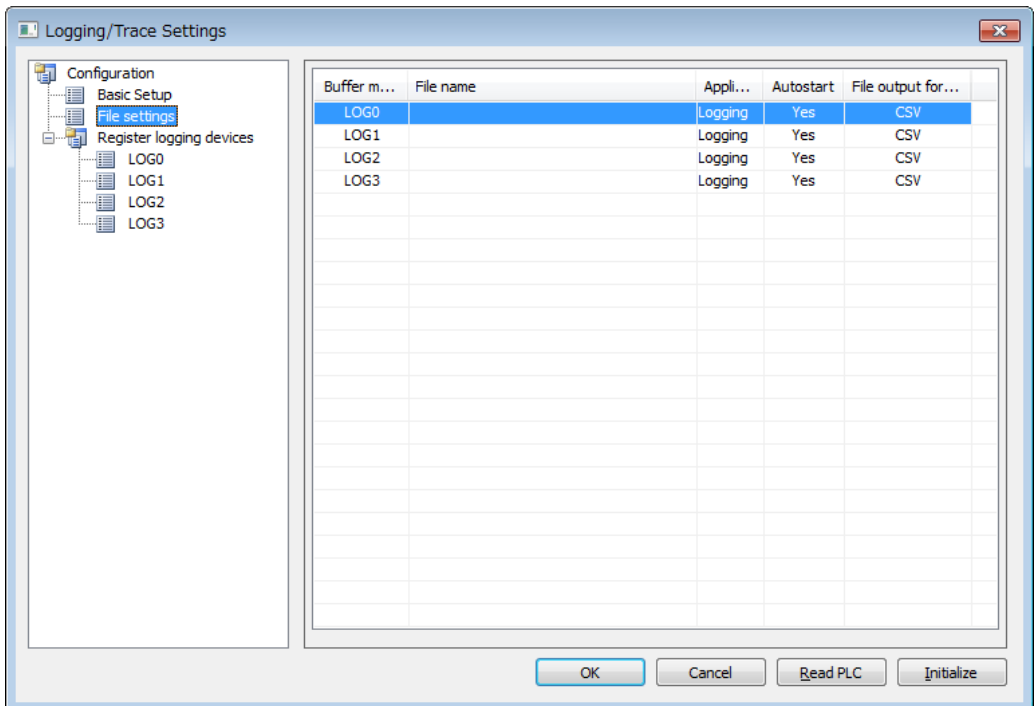 Logging/Trace Settings
Configuration
Basic Setup
File settings
Register logging devices
LOG0
LOG1
LOG2
LOG3
Buffer m... File name Appli... Autostart File output for...
LOG0 Logging Yes CSV
LOG1 Logging Yes CSV
LOG2 Logging Yes CSV
LOG3 Logging Yes CSV
OK Cancel Read PLC Initialize